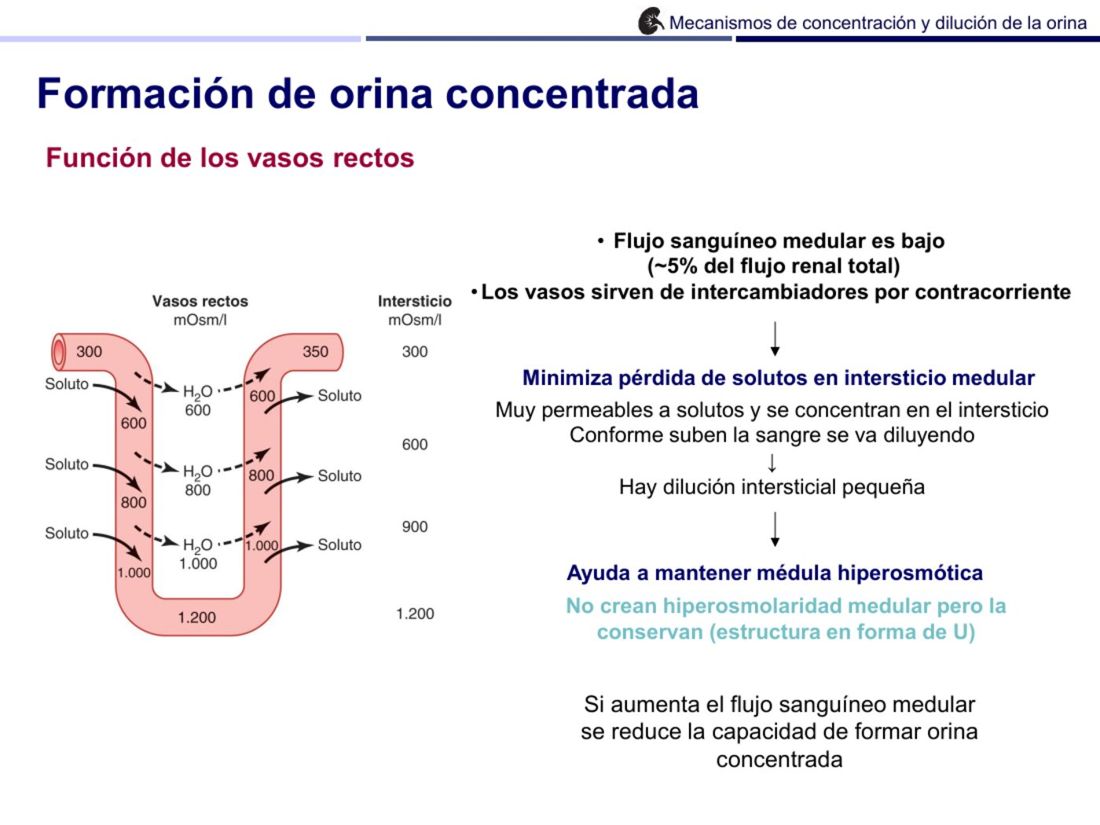 Mecanismos de concentración y dilución de la orina
Formación de orina concentrada
Función de los vasos rectos
• Flujo sanguíneo medular es bajo
(~5% del flujo renal total)
• Los vasos sirven de intercambiadores por contracorriente
Minimiza pérdida de solutos en intersticio medular
Muy permeables a solutos y se concentran en el intersticio
Conforme suben la sangre se va diluyendo
Hay dilución intersticial pequeña
Ayuda a mantener médula hiperosmótica
No crean hiperosmolaridad medular pero la
conservan (estructura en forma de U)
Si aumenta el flujo sanguíneo medular
se reduce la capacidad de formar orina
concentrada
Vasos rectos
mOsm/l
Intersticio
mOsm/l
300
350
300
Soluto
H₂O
600
600
Soluto
600
600
Soluto
H₂O
800
800
Soluto
800
900
Soluto
H₂O
1.000
1.000
Soluto
1.000
1.200
1.200